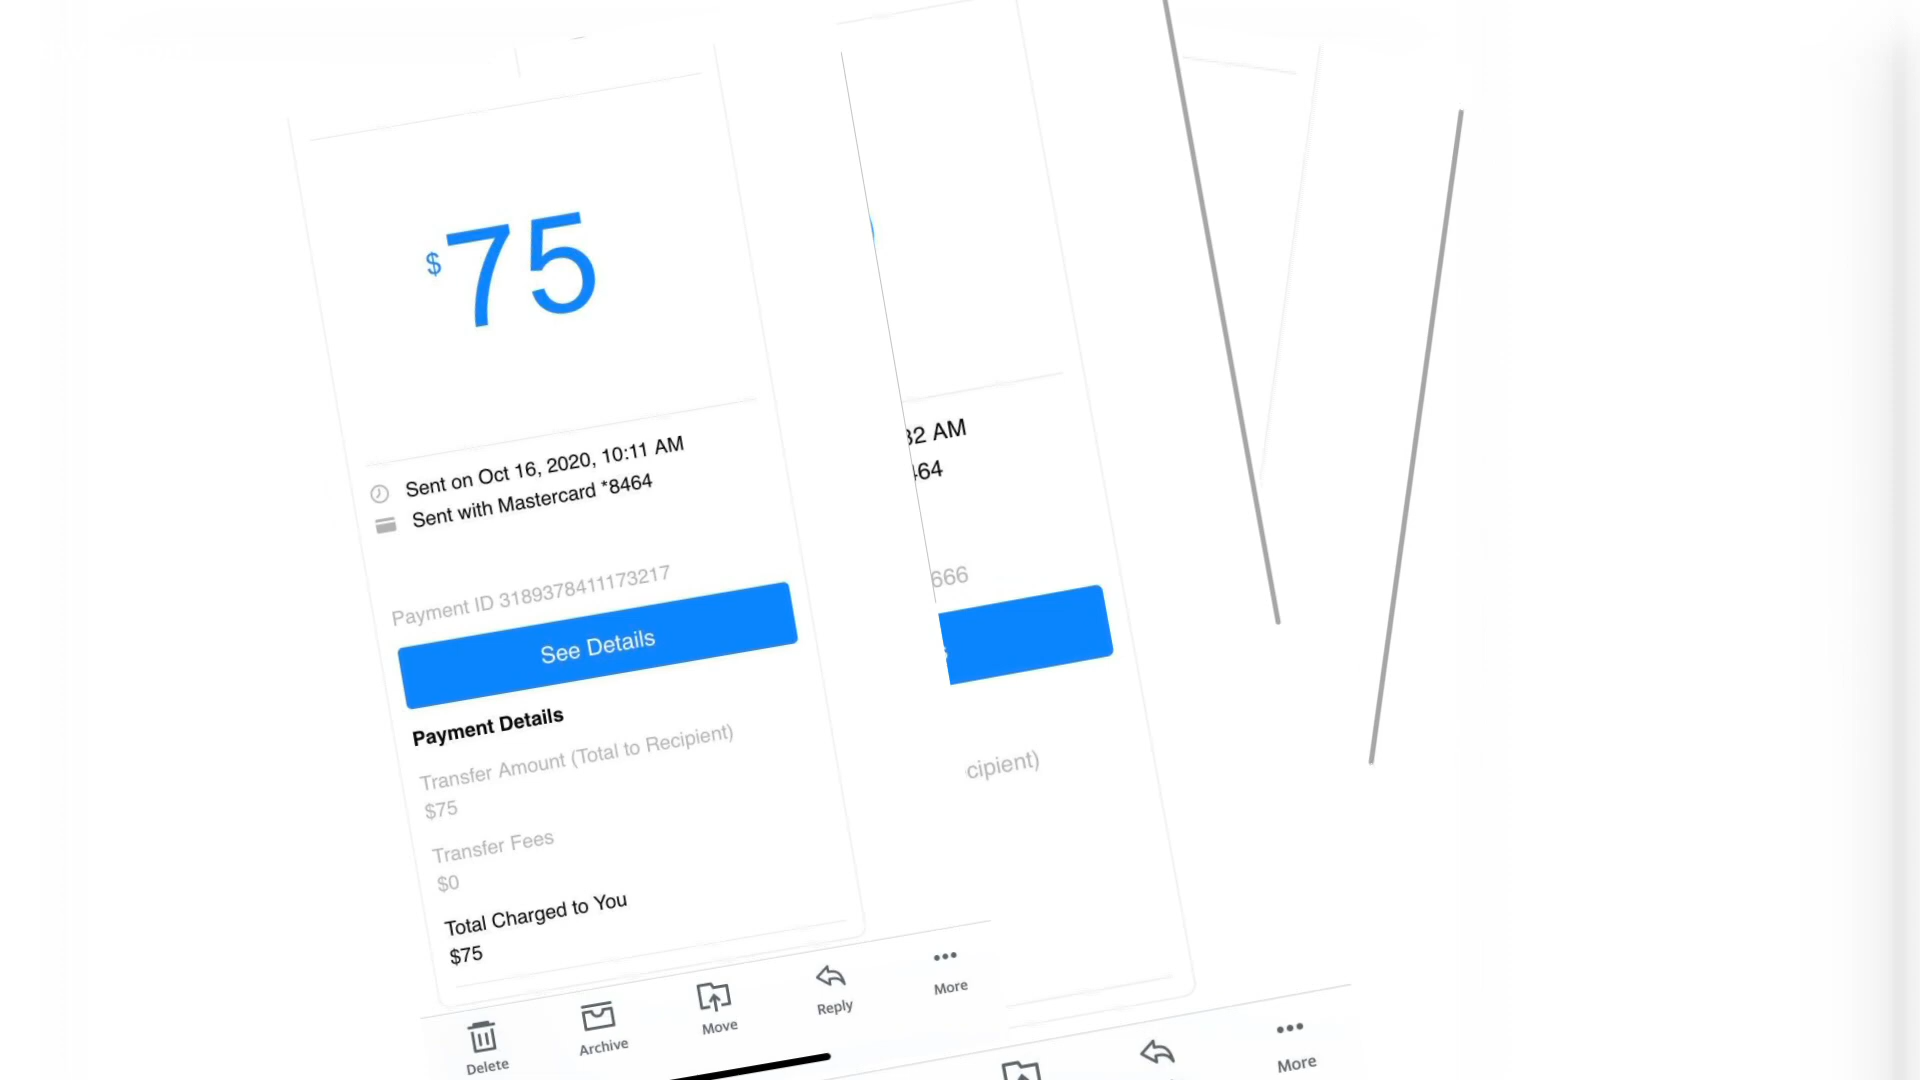 $75
Sent on Oct 16, 2020, 10:11 AM
Sent with Mastercard *8464
Payment ID 3189378411173217
See Details
Payment Details
Transfer Amount (Total to Recipient)
$75
Transfer Fees
$0
Total Charged to You
$75
Delete
Archive
Move
Reply
More
32 AM
464
666
cipient)
More